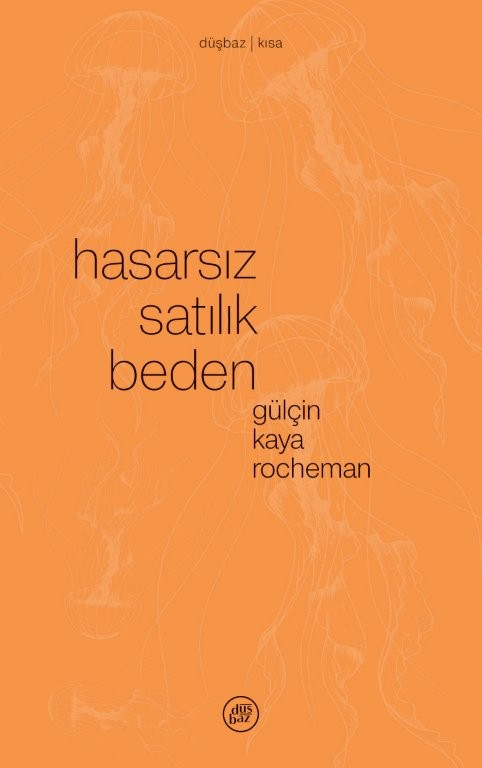 düşbaz | kısa
hasarsız
satılık
beden
gülçin
kaya
rocheman
düş
baz